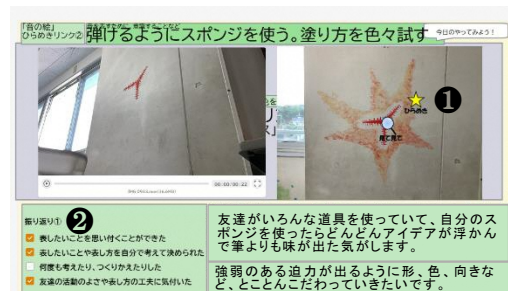 「音の絵」
ひらめきリンク②
弾けるようにスポンジを使う。塗り方を色々試す
今日のやってみよう！
❶
ひらめき
見て見て
00:00/00:22
振り返り①
❷
表したいことを思い付くことができた
表したいことや表し方を自分で考えて決められた
何度も考えたり、つくりかえたりした
友達の活動のよさや表し方の工夫に気付いた
友達がいろんな道具を使っていて、自分のス
ポンジを使ったらどんどんアイデアが浮かん
で筆よりも味が出た気がします。
強弱のある迫力が出るように形、色、向きな
ど、とことんこだわっていきたいです。